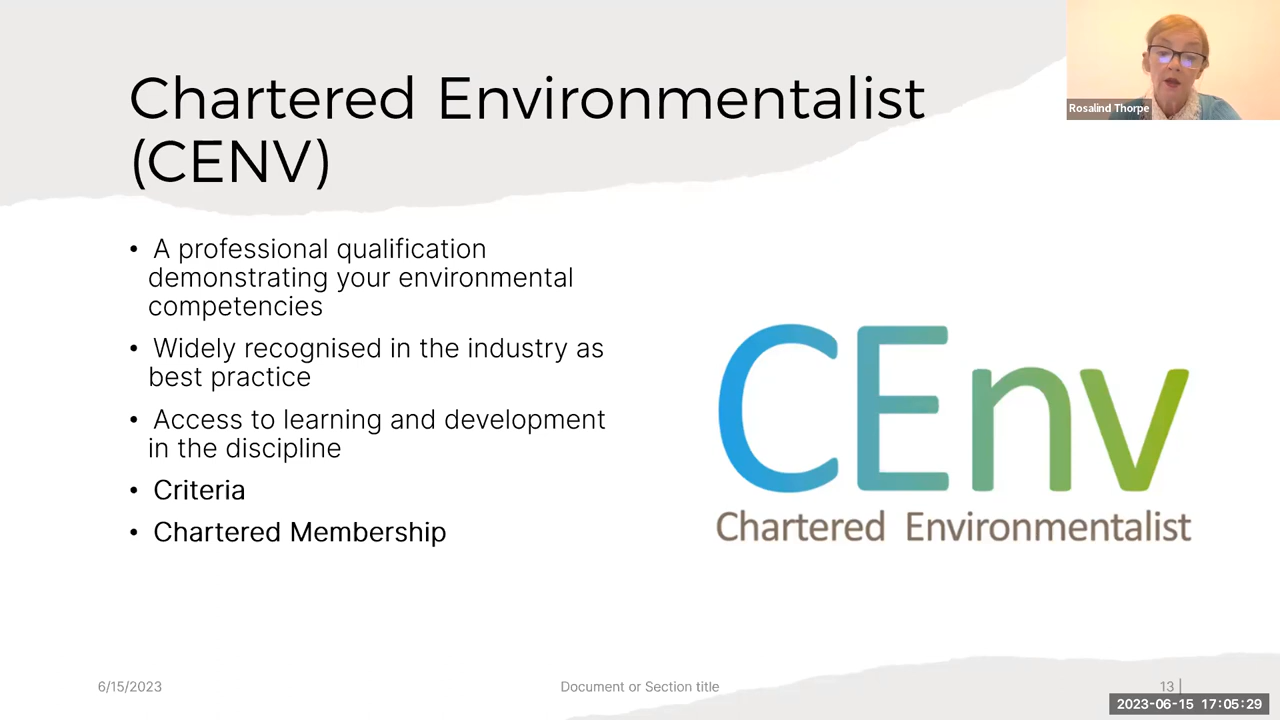 Chartered Environmentalist
(CENV)
Rosalind Thorpe
• A professional qualification
demonstrating your environmental
competencies
• Widely recognised in the industry as
best practice
• Access to learning and development
in the discipline
• Criteria
• Chartered Membership
CEnv
Chartered Environmentalist
6/15/2023
Document or Section title
13 |
2023-06-15 17:05:29